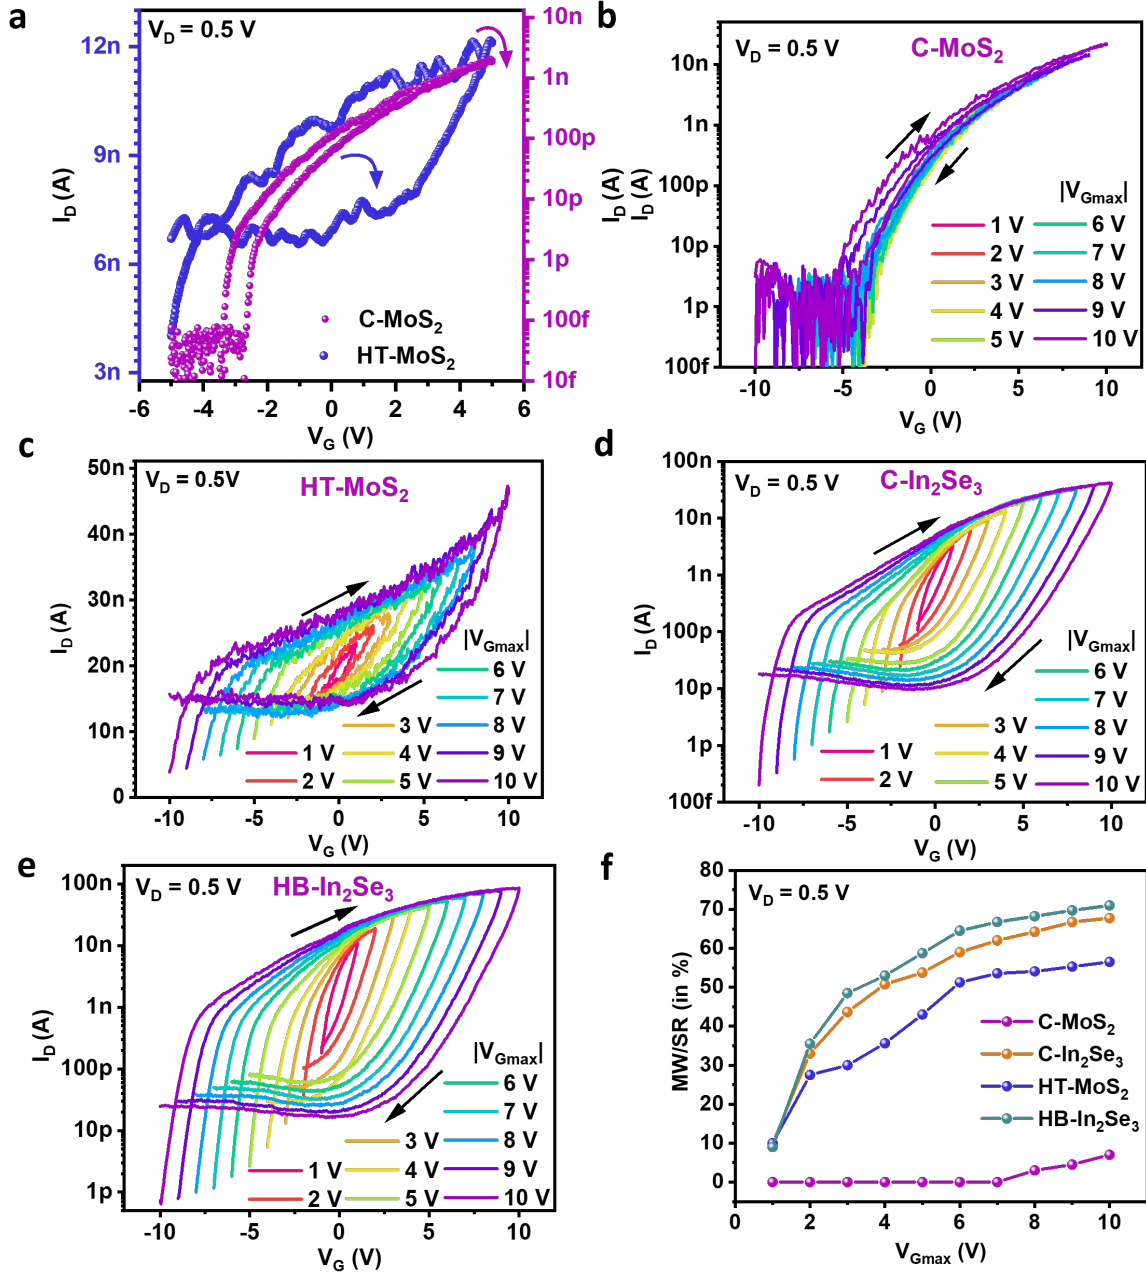 a
V_D = 0.5 V
12n
9n
6n
3n
I_D (A)
10n
1n
100p
10p
1p
100f
10f
I_D (A)
C-MoS₂
HT-MoS₂
-6 -4 -2 0 2 4 6
V_G (V)
b
V_D = 0.5 V
C-MoS₂
10n
1n
100p
10p
1p
100f
I_D (A)
|V_Gmax|
1 V 6 V
2 V 7 V
3 V 8 V
4 V 9 V
5 V 10 V
-10 -5 0 5 10
V_G (V)
c
V_D = 0.5V
HT-MoS₂
50n
40n
30n
20n
10n
0
I_D (A)
|V_Gmax|
6 V
7 V
3 V 8 V
1 V 4 V 9 V
2 V 5 V 10 V
-10 -5 0 5 10
V_G (V)
d
V_D = 0.5 V
C-In₂Se₃
100n
10n
1n
100p
10p
1p
100f
I_D (A)
|V_Gmax|
6 V
7 V
3 V 8 V
1 V 4 V 9 V
2 V 5 V 10 V
-10 -5 0 5 10
V_G (V)
e
V_D = 0.5 V
HB-In₂Se₃
100n
10n
1n
100p
10p
1p
I_D (A)
|V_Gmax|
6 V
7 V
3 V 8 V
1 V 4 V 9 V
2 V 5 V 10 V
-10 -5 0 5 10
V_G (V)
f
V_D = 0.5 V
80
70
60
50
40
30
20
10
0
MW/SR (in %)
C-MoS₂
C-In₂Se₃
HT-MoS₂
HB-In₂Se₃
0 2 4 6 8 10
V_Gmax (V)